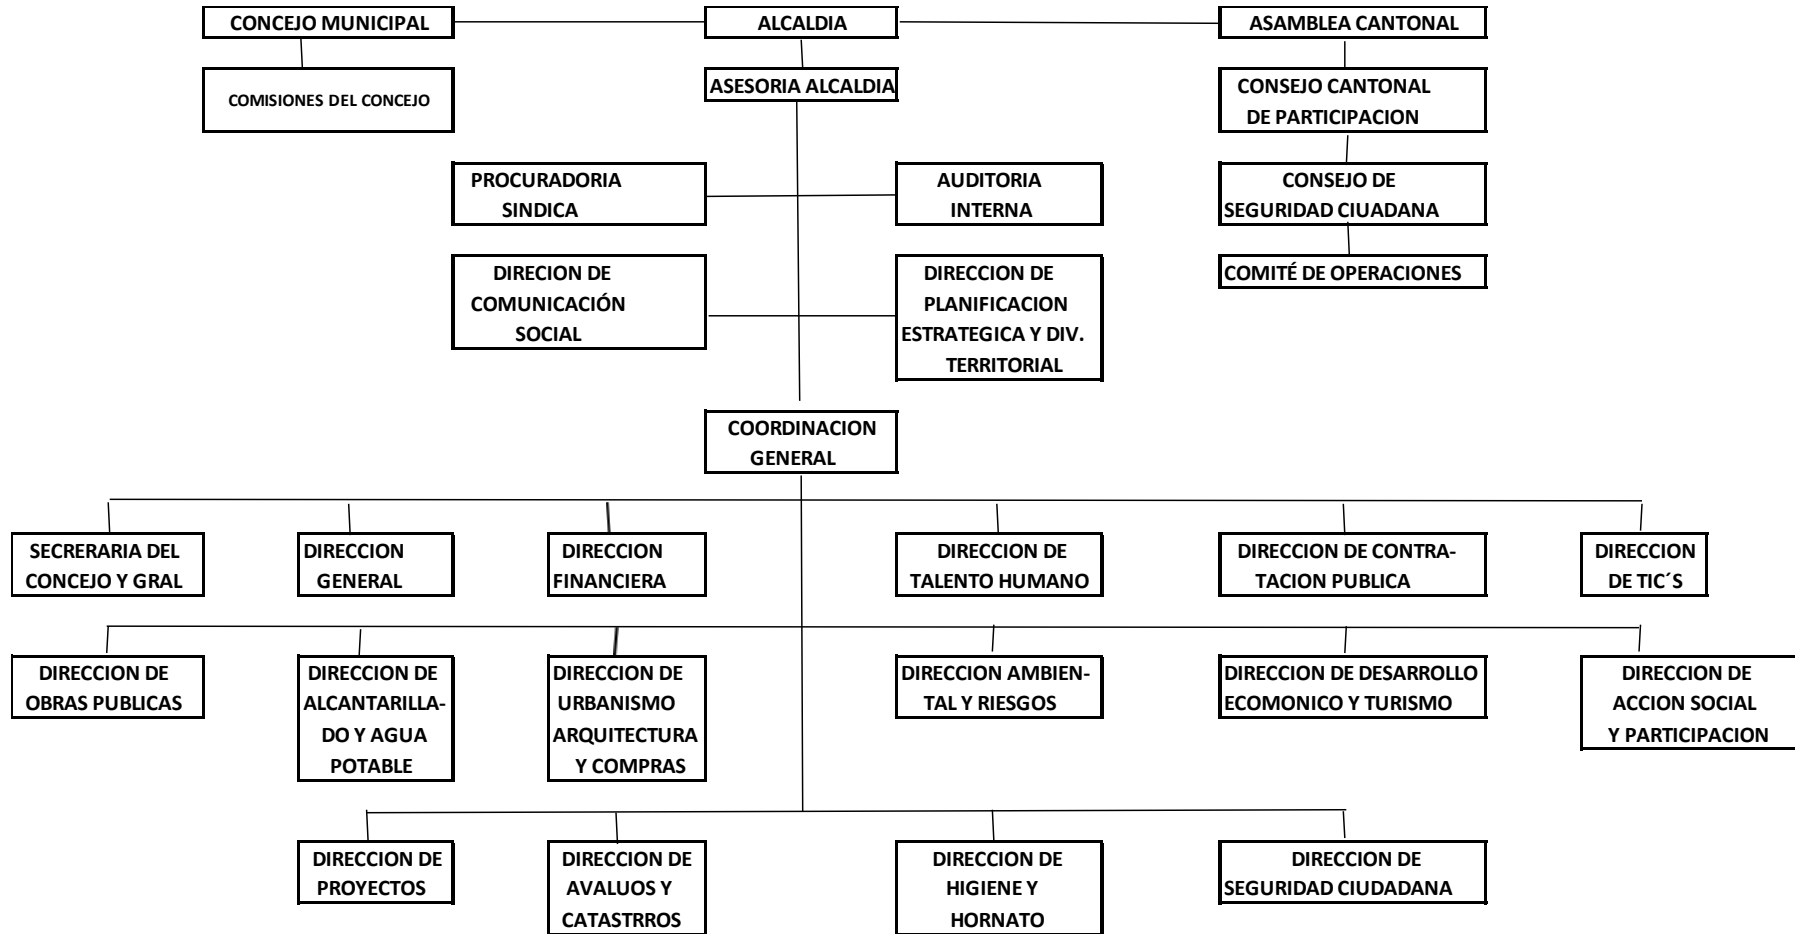 CONCEJO MUNICIPAL
ALCALDIA
ASAMBLEA CANTONAL
COMISIONES DEL CONCEJO
ASESORIA ALCALDIA
CONSEJO CANTONAL
DE PARTICIPACION
PROCURADORIA
SINDICA
AUDITORIA
INTERNA
CONSEJO DE
SEGURIDAD CIUADANA
DIRECION DE
COMUNICACIÓN
SOCIAL
DIRECCION DE
PLANIFICACION
ESTRATEGICA Y DIV.
TERRITORIAL
COMITÉ DE OPERACIONES
COORDINACION
GENERAL
SECRERARIA DEL
CONCEJO Y GRAL
DIRECCION
GENERAL
DIRECCION
FINANCIERA
DIRECCION DE
TALENTO HUMANO
DIRECCION DE CONTRA-
TACION PUBLICA
DIRECCION
DE TIC´S
DIRECCION DE
OBRAS PUBLICAS
DIRECCION DE
ALCANTARILLA-
DO Y AGUA
POTABLE
DIRECCION DE
URBANISMO
ARQUITECTURA
Y COMPRAS
DIRECCION AMBIEN-
TAL Y RIESGOS
DIRECCION DE DESARROLLO
ECOMONICO Y TURISMO
DIRECCION DE
ACCION SOCIAL
Y PARTICIPACION
DIRECCION DE
PROYECTOS
DIRECCION DE
AVALUOS Y
CATASTRROS
DIRECCION DE
HIGIENE Y
HORNATO
DIRECCION DE
SEGURIDAD CIUDADANA